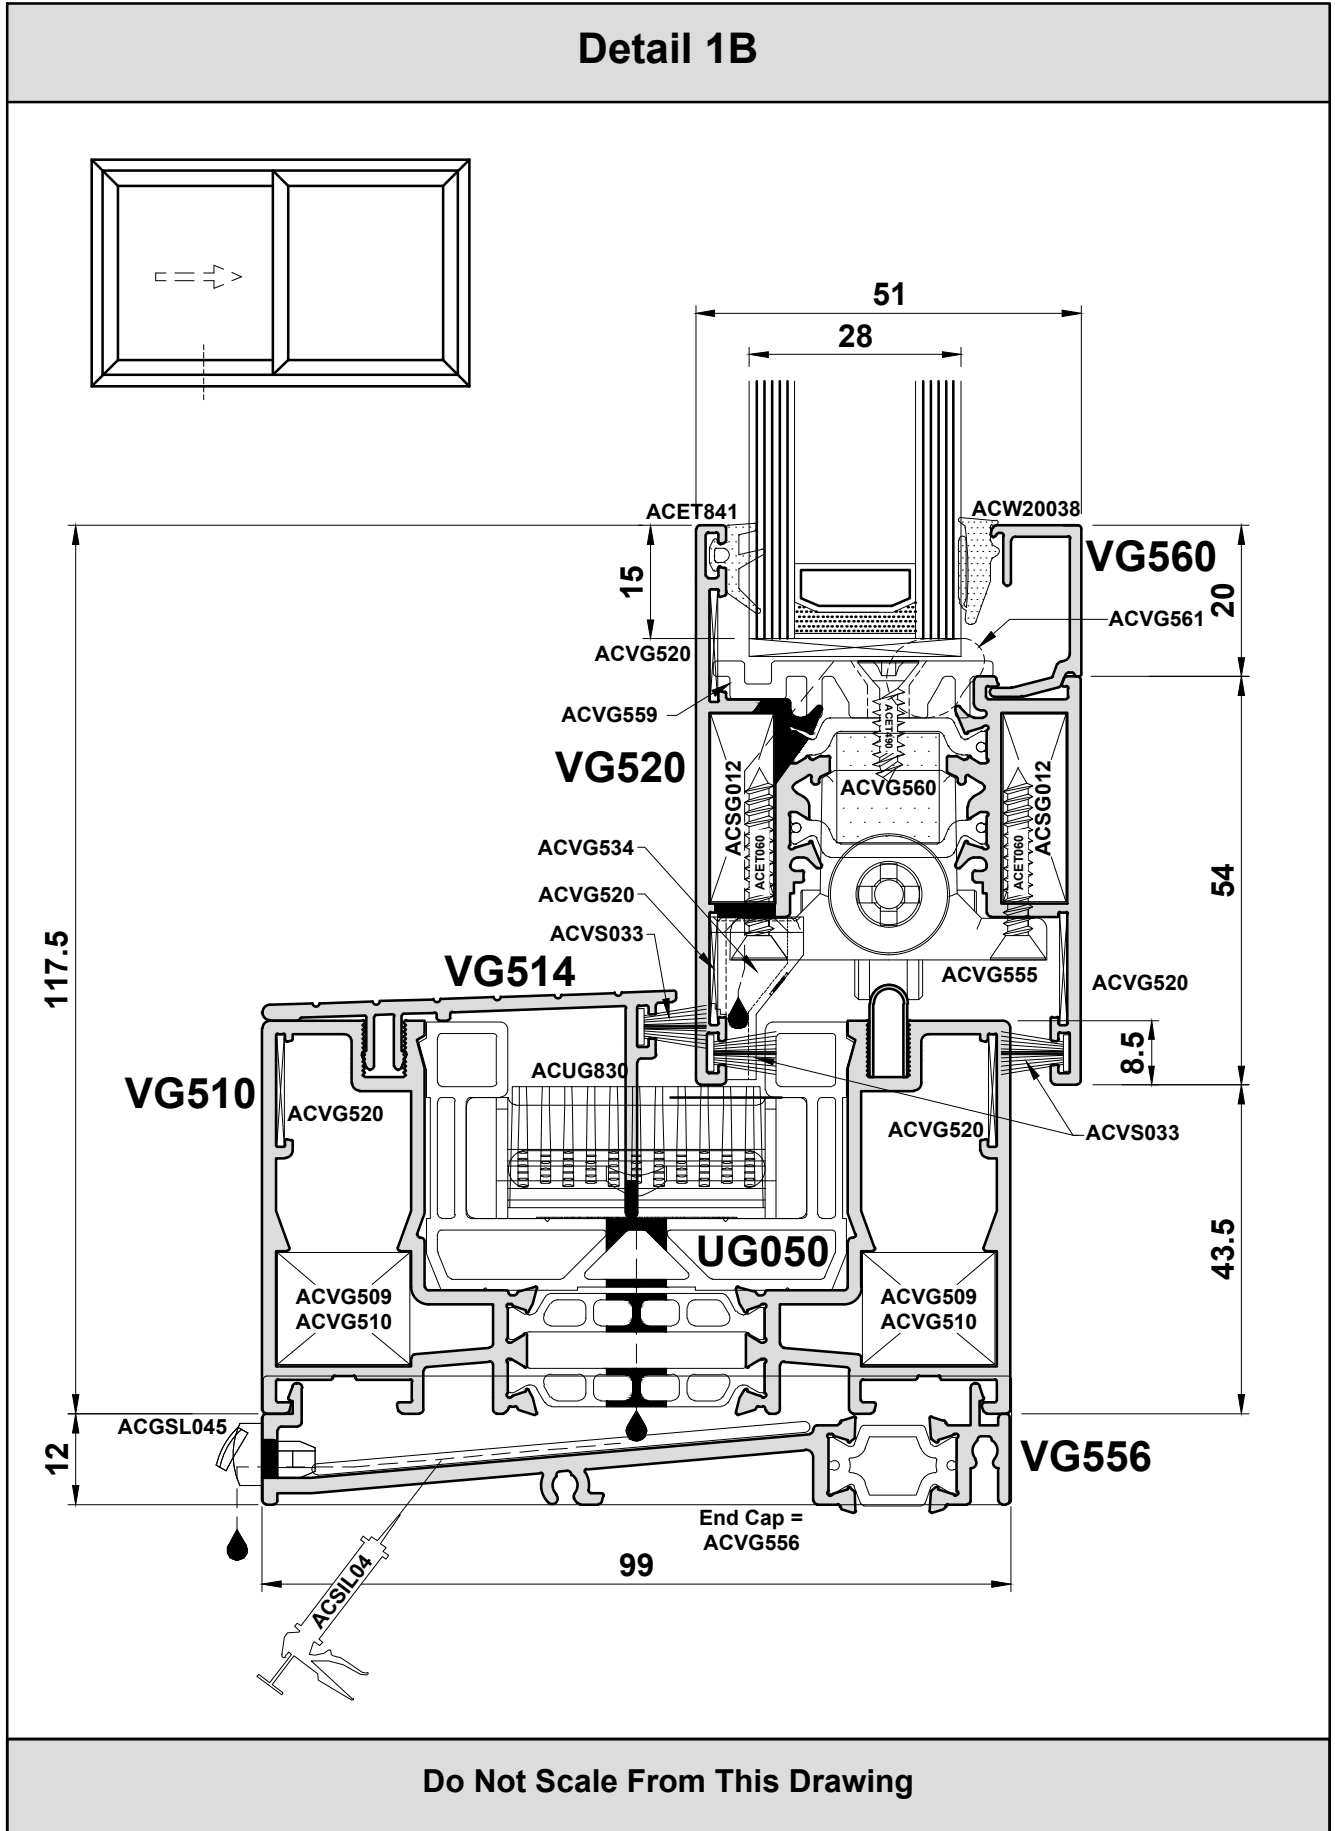 Detail 1B
51
28
ACET841
ACW20038
VG560
15
20
ACVG561
ACVG520
ACVG559
VG520
ACET490
ACVG560
ACSG012
ACSG012
ACET060
ACET060
ACVG534
ACVG520
ACVS033
54
117.5
VG514
ACVG555
ACVG520
8.5
ACUG830
VG510
ACVG520
ACVG520
ACVS033
UG050
43.5
ACVG509
ACVG510
ACVG509
ACVG510
ACGSL045
12
VG556
End Cap =
ACVG556
99
ACSIL04
Do Not Scale From This Drawing